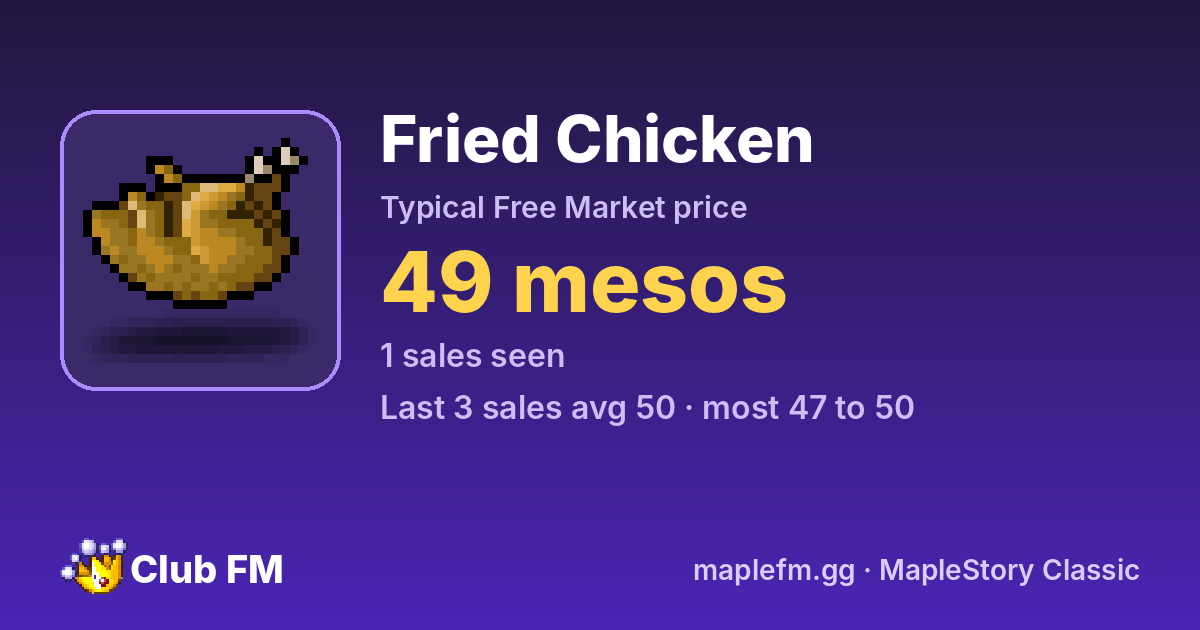 Fried Chicken
Typical Free Market price
49 mesos
1 sales seen
Last 3 sales avg 50 · most 47 to 50
Club FM
maplefm.gg · MapleStory Classic